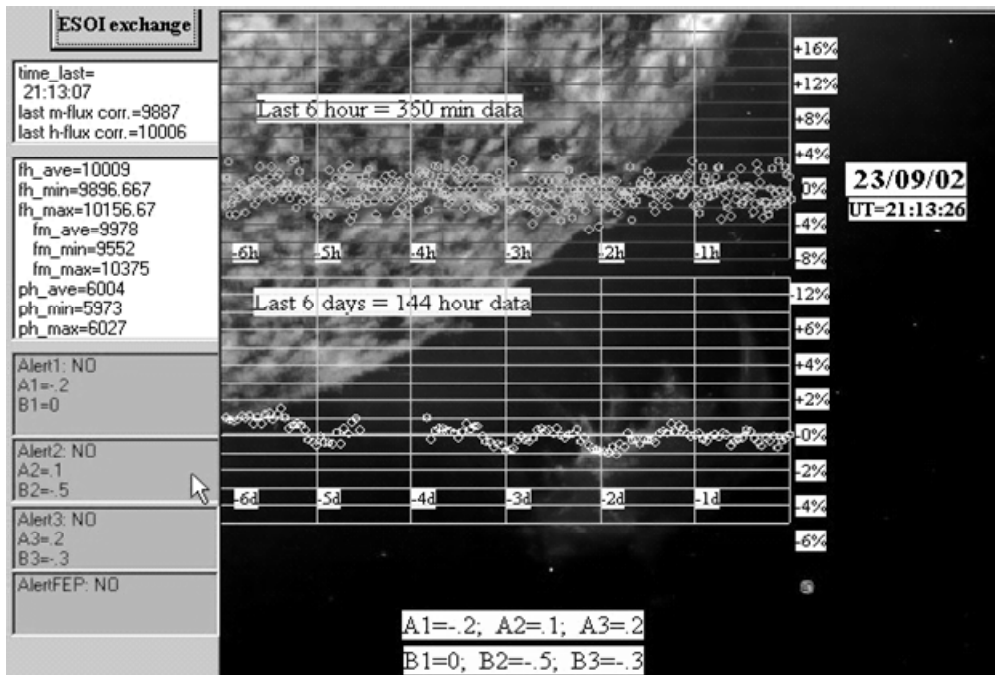 ESOI exchange
time_last=
21:13:07
last m-flux corr.=9887
last h-flux corr.=10006
fh_ave=10009
fh_min=9896.667
fh_max=10156.67
fm_ave=9978
fm_min=9552
fm_max=10375
ph_ave=6004
ph_min=5973
ph_max=6027
Alert1: NO
A1=-.2
B1=0
Alert2: NO
A2=.1
B2=-.5
Alert3: NO
A3=.2
B3=-.3
AlertFEP: NO
Last 6 hour = 350 min data
-6h -5h -4h -3h -2h -1h
+16%
+12%
+8%
+4%
0%
-4%
-8%
-12%
Last 6 days = 144 hour data
-6d -5d -4d -3d -2d -1d
+6%
+4%
+2%
-0%
-2%
-4%
-6%
23/09/02
UT=21:13:26
A1=-.2; A2=.1; A3=.2
B1=0; B2=-.5; B3=-.3